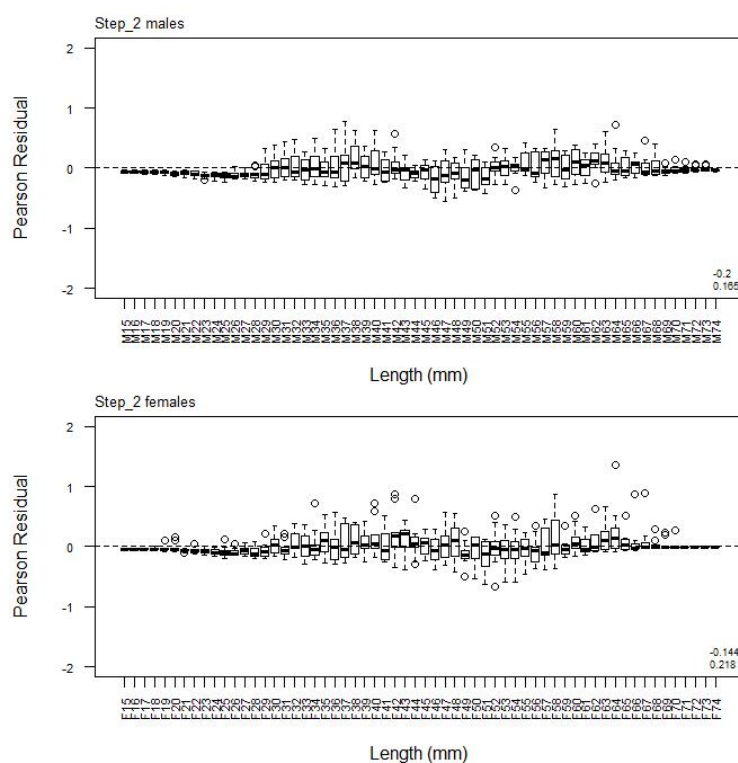 Step_2 males
Pearson Residual
2
1
0
-1
-2
-0.2
0.165
M15 M16 M17 M18 M19 M20 M21 M22 M23 M24 M25 M26 M27 M28 M29 M30 M31 M32 M33 M34 M35 M36 M37 M38 M39 M40 M41 M42 M43 M44 M45 M46 M47 M48 M49 M50 M51 M52 M53 M54 M55 M56 M57 M58 M59 M60 M61 M62 M63 M64 M65 M66 M67 M68 M69 M70 M71 M72 M73 M74
Length (mm)
Step_2 females
Pearson Residual
2
1
0
-1
-2
-0.144
0.218
F15 F16 F17 F18 F19 F20 F21 F22 F23 F24 F25 F26 F27 F28 F29 F30 F31 F32 F33 F34 F35 F36 F37 F38 F39 F40 F41 F42 F43 F44 F45 F46 F47 F48 F49 F50 F51 F52 F53 F54 F55 F56 F57 F58 F59 F60 F61 F62 F63 F64 F65 F66 F67 F68 F69 F70 F71 F72 F73 F74
Length (mm)